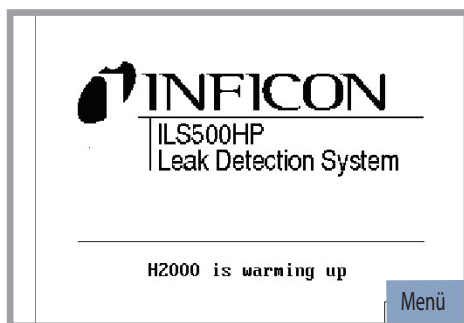 INFICON
ILS500HP
Leak Detection System
H2000 is warming up
Menü